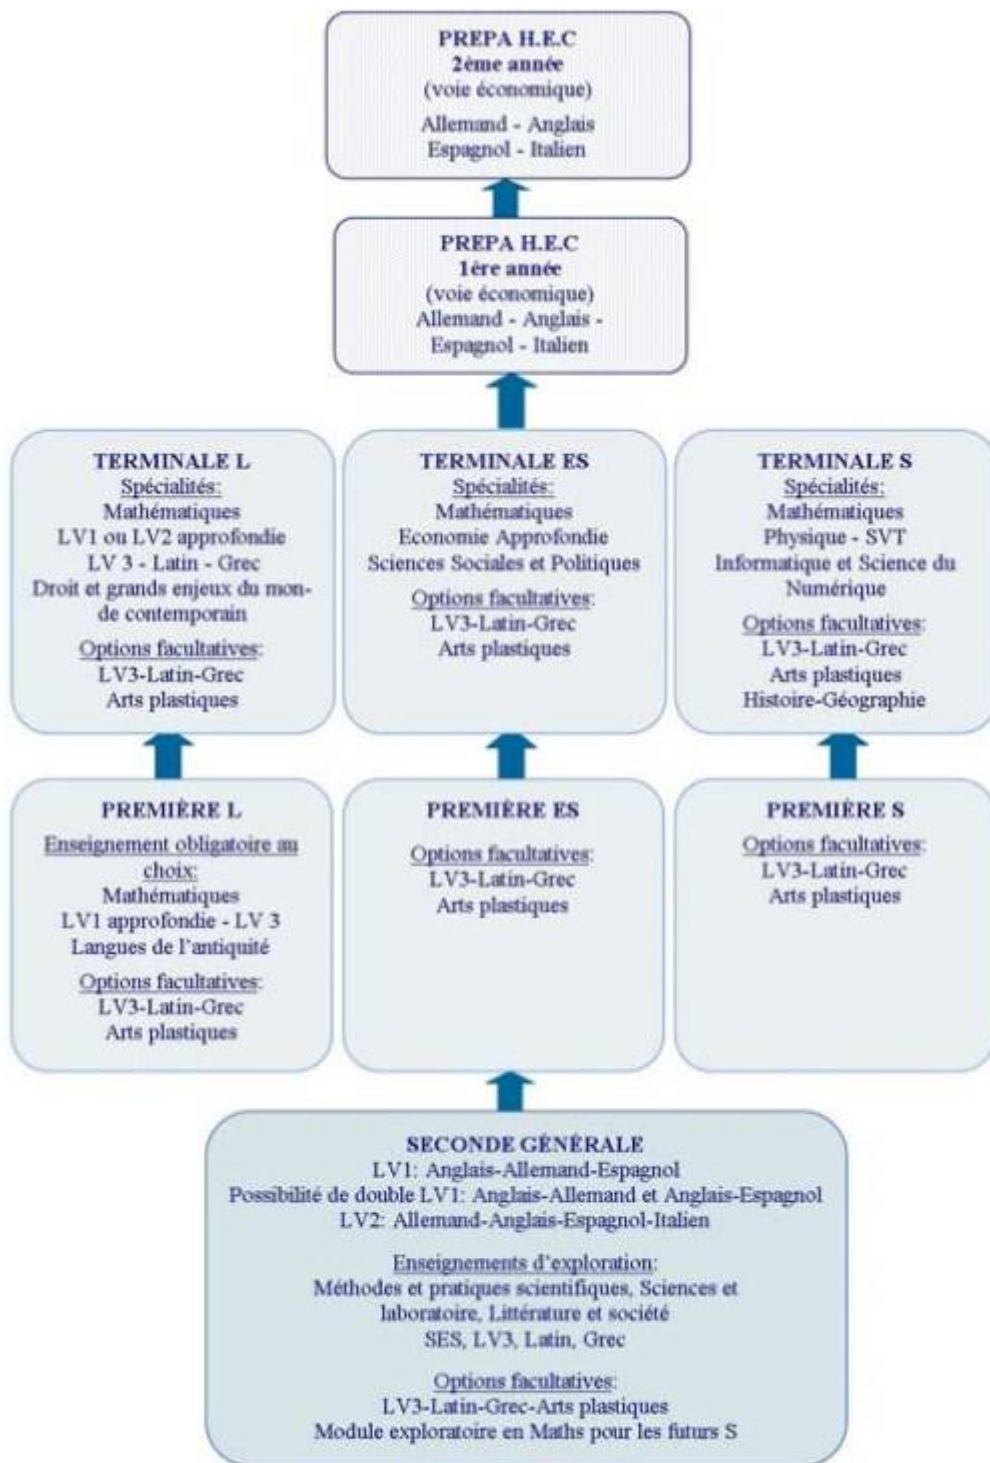 PREPA H.E.C
2ème année
(voie économique)
Allemand - Anglais
Espagnol - Italien
PREPA H.E.C
1ère année
(voie économique)
Allemand - Anglais -
Espagnol - Italien
TERMINALE L
Spécialités:
Mathématiques
LV1 ou LV2 approfondie
LV 3 - Latin - Grec
Droit et grands enjeux du mon-
de contemporain
Options facultatives:
LV3-Latin-Grec
Arts plastiques
TERMINALE ES
Spécialités:
Mathématiques
Economie Approfondie
Sciences Sociales et Politiques
Options facultatives:
LV3-Latin-Grec
Arts plastiques
TERMINALE S
Spécialités:
Mathématiques
Physique - SVT
Informatique et Science du
Numérique
Options facultatives:
LV3-Latin-Grec
Arts plastiques
Histoire-Géographie
PREMIÈRE L
Enseignement obligatoire au
choix:
Mathématiques
LV1 approfondie - LV 3
Langues de l'antiquité
Options facultatives:
LV3-Latin-Grec
Arts plastiques
PREMIÈRE ES
Options facultatives:
LV3-Latin-Grec
Arts plastiques
PREMIÈRE S
Options facultatives:
LV3-Latin-Grec
Arts plastiques
SECONDE GÉNÉRALE
LV1: Anglais-Allemand-Espagnol
Possibilité de double LV1: Anglais-Allemand et Anglais-Espagnol
LV2: Allemand-Anglais-Espagnol-Italien
Enseignements d'exploration:
Méthodes et pratiques scientifiques, Sciences et
laboratoire, Littérature et société
SES, LV3, Latin, Grec
Options facultatives:
LV3-Latin-Grec-Arts plastiques
Module exploratoire en Maths pour les futurs S